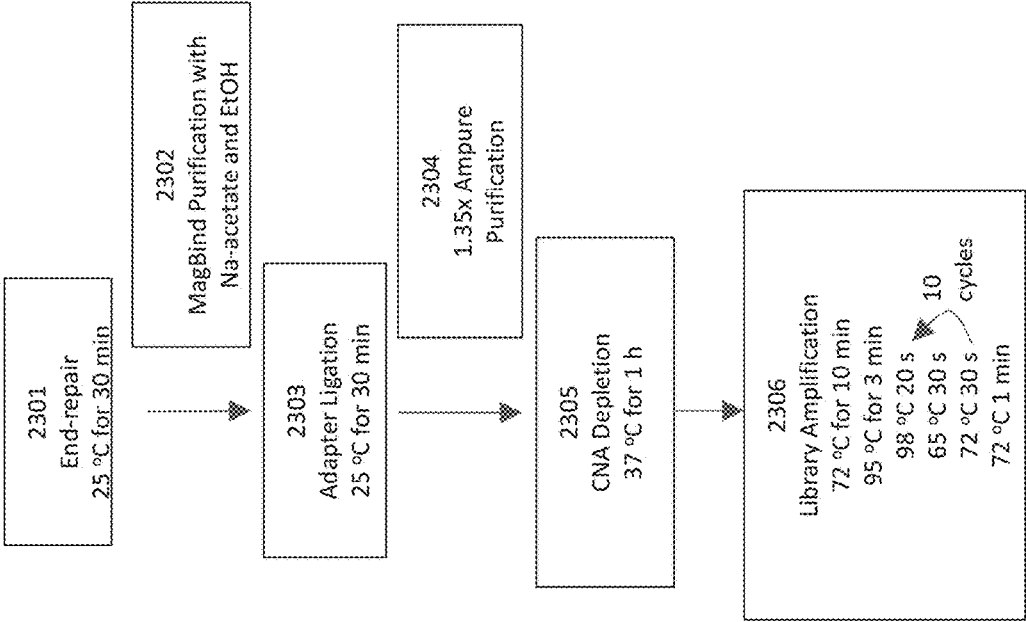 2301
End-repair
25 °C for 30 min
2302
MagBind Purification with
Na-acetate and EtOH
2303
Adapter Ligation
25 °C for 30 min
2304
1.35x Ampure
Purification
2305
CNA Depletion
37 °C for 1 h
2306
Library Amplification
72 °C for 10 min
95 °C for 3 min
98 °C 20 s
65 °C 30 s
72 °C 30 s
72 °C 1 min
10
cycles